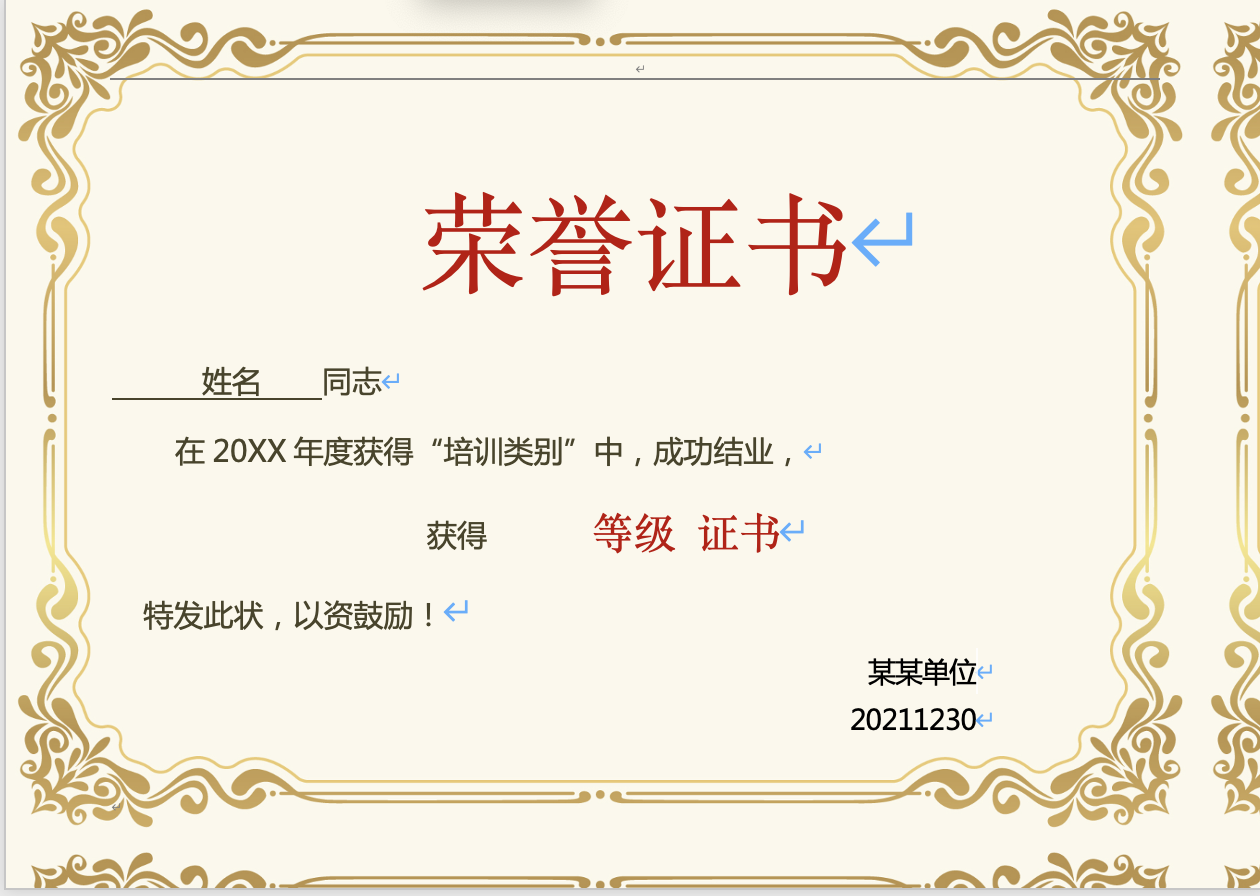 荣誉证书
姓名 同志
在 20XX 年度获得“培训类别”中，成功结业，
获得 等级 证书
特发此状，以资鼓励！
某某单位
20211230